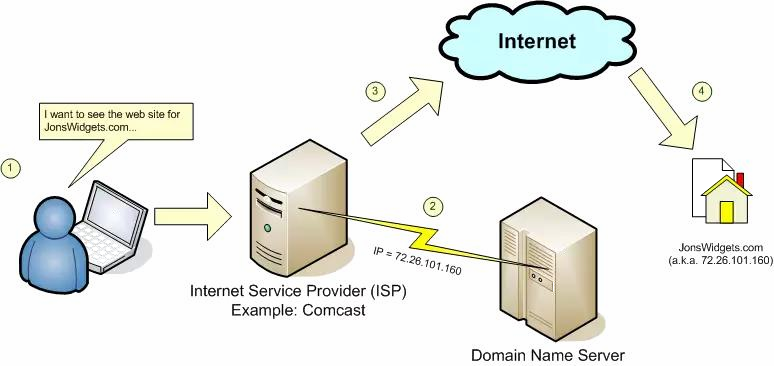 Internet
3
4
I want to see the web site for
JonsWidgets.com...
1
2
IP = 72.26.101.160
JonsWidgets.com
(a.k.a. 72.26.101.160)
Internet Service Provider (ISP)
Example: Comcast
Domain Name Server